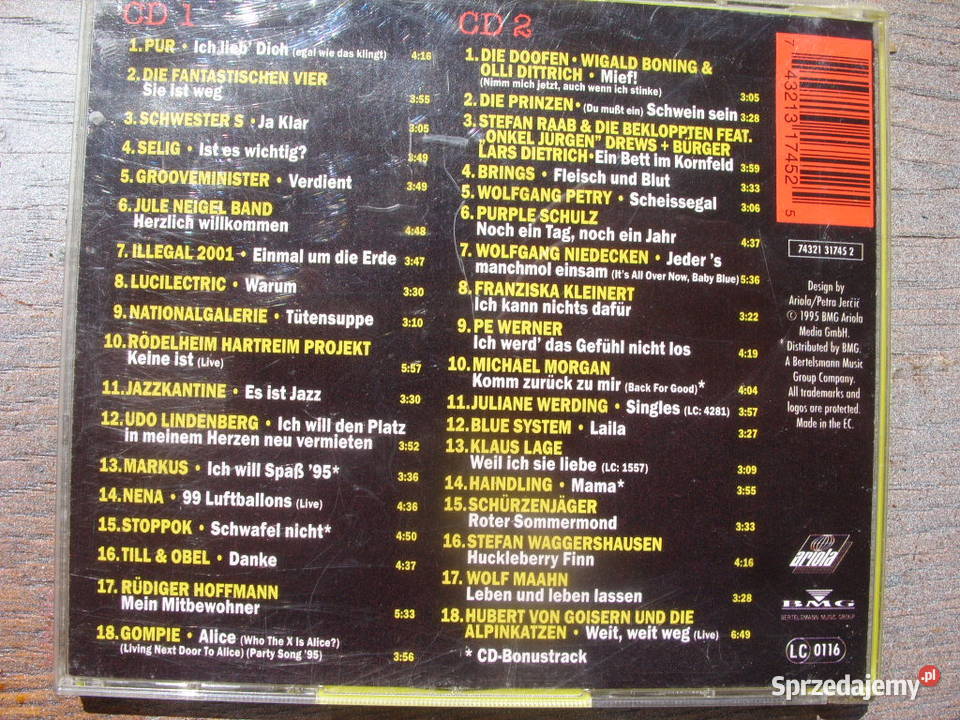 CD 1
1. PUR • Ich lieb' Dich (egal wie das klingt) 4:16
2. DIE FANTASTISCHEN VIER
Sie ist weg 3:55
3. SCHWESTER S • Ja Klar 3:05
4. SELIG • Ist es wichtig? 3:49
5. GROOVEMINISTER • Verdient 3:49
6. JULE NEIGEL BAND
Herzlich willkommen 4:48
7. ILLEGAL 2001 • Einmal um die Erde 3:47
8. LUCILECTRIC • Warum 3:30
9. NATIONALGALERIE • Tütensuppe 3:10
10. RÖDELHEIM HARTREIM PROJEKT
Keine ist (Live) 5:57
11. JAZZKANTINE • Es ist Jazz 3:30
12. UDO LINDENBERG • Ich will den Platz
in meinem Herzen neu vermieten 3:52
13. MARKUS • Ich will Spaß '95* 3:36
14. NENA • 99 Luftballons (Live) 4:36
15. STOPPOK • Schwafel nicht* 4:50
16. TILL & OBEL • Danke 4:37
17. RÜDIGER HOFFMANN
Mein Mitbewohner 5:33
18. GOMPIE • Alice (Who The X Is Alice?)
(Living Next Door To Alice) (Party Song '95) 3:56
CD 2
1. DIE DOOFEN • WIGALD BONING &
OLLI DITTRICH • Mief!
(Nimm mich jetzt, auch wenn ich stinke) 3:05
2. DIE PRINZEN • (Du mußt ein) Schwein sein 3:28
3. STEFAN RAAB & DIE BEKLOPPTEN FEAT.
„ONKEL JÜRGEN" DREWS + BÜRGER
LARS DIETRICH • Ein Bett im Kornfeld 3:59
4. BRINGS • Fleisch und Blut 3:33
5. WOLFGANG PETRY • Scheissegal 3:06
6. PURPLE SCHULZ
Noch ein Tag, noch ein Jahr 4:37
7. WOLFGANG NIEDECKEN • Jeder 's
manchmol einsam (It's All Over Now, Baby Blue) 5:36
8. FRANZISKA KLEINERT
Ich kann nichts dafür 3:22
9. PE WERNER
Ich werd' das Gefühl nicht los 4:19
10. MICHAEL MORGAN
Komm zurück zu mir (Back For Good)* 4:04
11. JULIANE WERDING • Singles (LC: 4281) 3:57
12. BLUE SYSTEM • Laila 3:27
13. KLAUS LAGE
Weil ich sie liebe (LC: 1557) 3:09
14. HAINDLING • Mama* 3:55
15. SCHÜRZENJÄGER
Roter Sommermond 3:33
16. STEFAN WAGGERSHAUSEN
Huckleberry Finn 4:16
17. WOLF MAAHN
Leben und leben lassen 3:28
18. HUBERT VON GOISERN UND DIE
ALPINKATZEN • Weit, weit weg (Live) 6:49
* CD-Bonustrack
7 43213 17452 5
74321 31745 2
Design by
Ariola/Petra Jerčić
© 1995 BMG Ariola
Media GmbH.
* Distributed by BMG.
A Bertelsmann Music
Group Company.
All trademarks and
logos are protected.
Made in the EC.
ariola
BMG
BERTELSMANN MUSIC GROUP
LC 0116
Sprzedajemy .pl